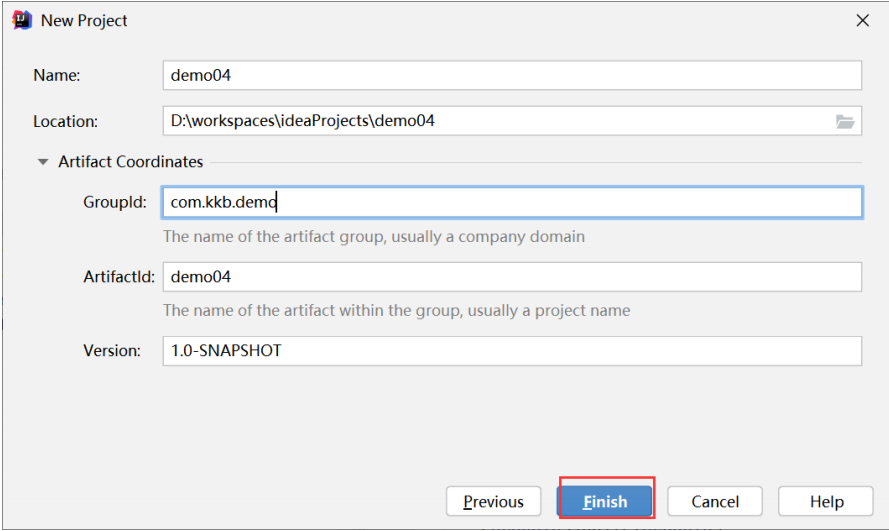 New Project
Name: demo04
Location: D:\workspaces\ideaProjects\demo04
Artifact Coordinates
GroupId: com.kkb.demo
The name of the artifact group, usually a company domain
ArtifactId: demo04
The name of the artifact within the group, usually a project name
Version: 1.0-SNAPSHOT
Previous Finish Cancel Help